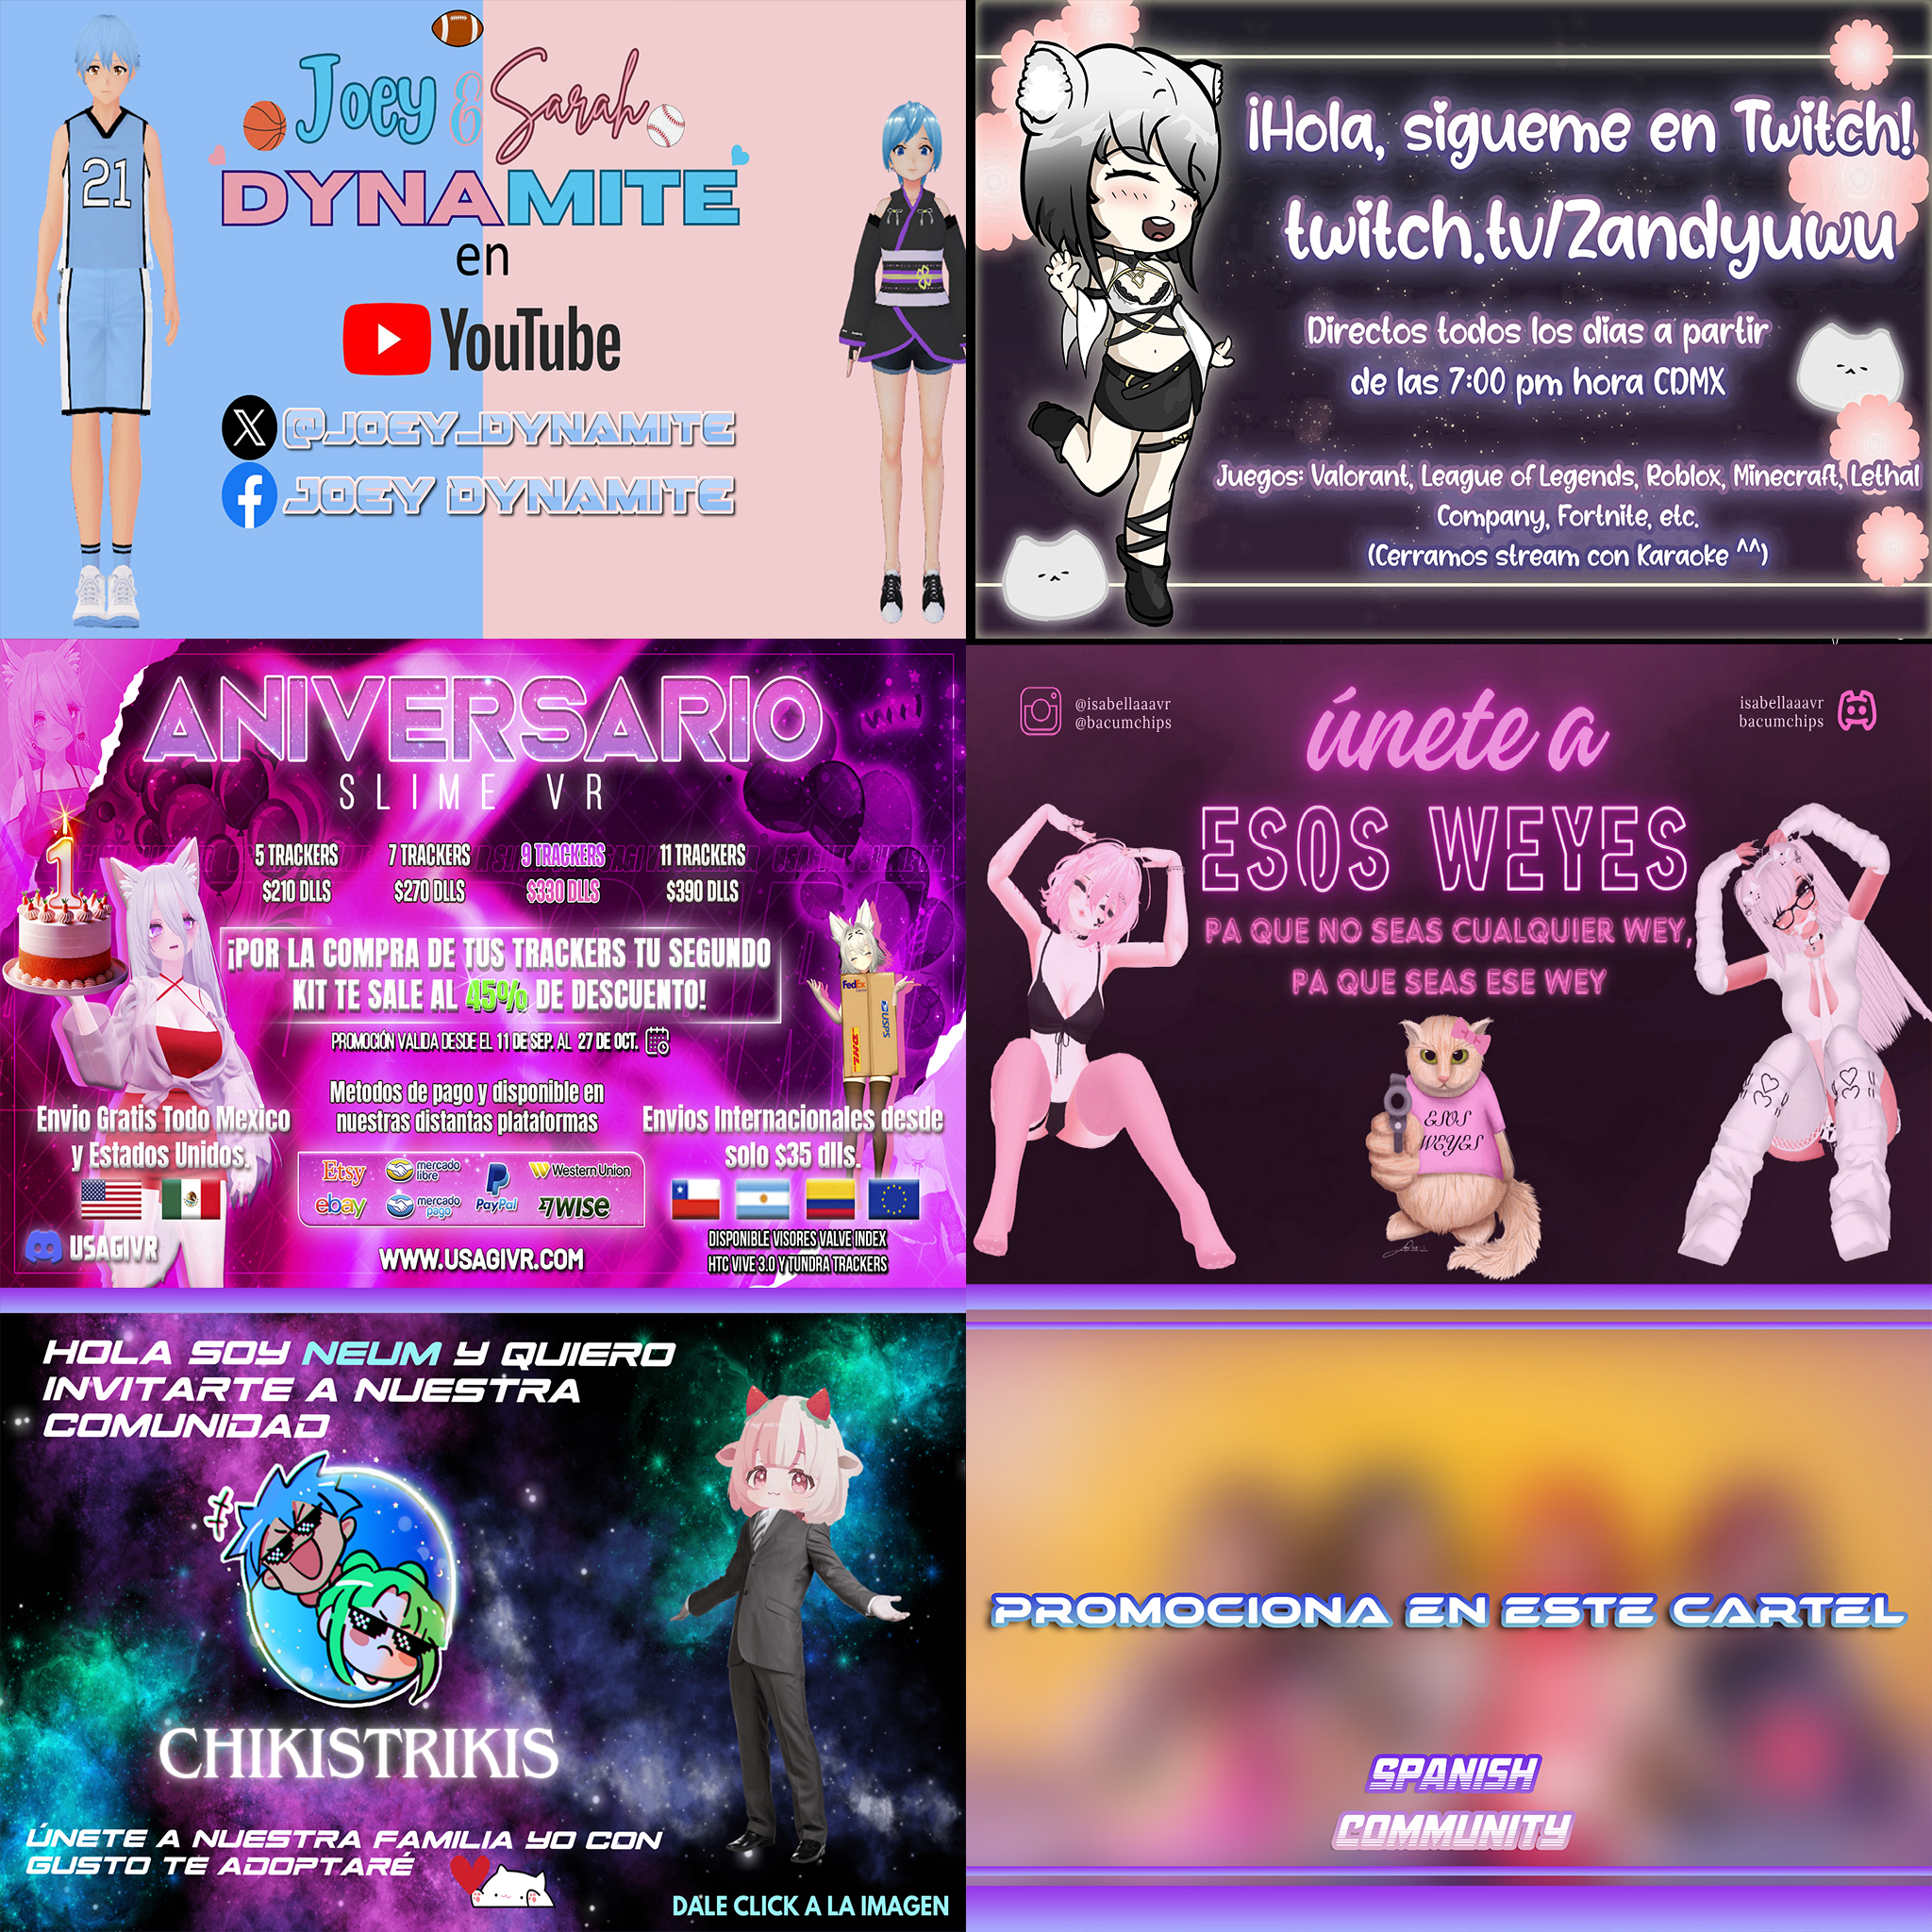 Joey & Sarah
DYNAMITE
en
YouTube
@JOEY_DYNAMITE
JOEY DYNAMITE
21
¡Hola, sigueme en Twitch!
twitch.tv/Zandyuwu
Directos todos los dias a partir
de las 7:00 pm hora CDMX
Juegos: Valorant, League of Legends, Roblox, Minecraft, Lethal
Company, Fortnite, etc.
(Cerramos stream con Karaoke ^^)
ANIVERSARIO
SLIME VR
1
5 TRACKERS 7 TRACKERS 9 TRACKERS 11 TRACKERS
$210 DLLS $270 DLLS $330 DLLS $390 DLLS
¡POR LA COMPRA DE TUS TRACKERS TU SEGUNDO
KIT TE SALE AL 45% DE DESCUENTO!
PROMOCIÓN VALIDA DESDE EL 11 DE SEP. AL 27 DE OCT.
FedEx
USPS
DHL
Metodos de pago y disponible en
nuestras distantas plataformas
Envio Gratis Todo Mexico
y Estados Unidos.
Envios Internacionales desde
solo $35 dlls.
Etsy mercado libre PayPal Western Union
ebay mercado pago WISE
USAGIVR
WWW.USAGIVR.COM
DISPONIBLE VISORES VALVE INDEX
HTC VIVE 3.0 Y TUNDRA TRACKERS
@isabellaaavr
@bacumchips
isabellaaavr
bacumchips
únete a
ESOS WEYES
PA QUE NO SEAS CUALQUIER WEY,
PA QUE SEAS ESE WEY
ESOS
WEYES
HOLA SOY NEUM Y QUIERO
INVITARTE A NUESTRA
COMUNIDAD
CHIKISTRIKIS
ÚNETE A NUESTRA FAMILIA YO CON
GUSTO TE ADOPTARÉ
DALE CLICK A LA IMAGEN
PROMOCIONA EN ESTE CARTEL
SPANISH
COMMUNITY